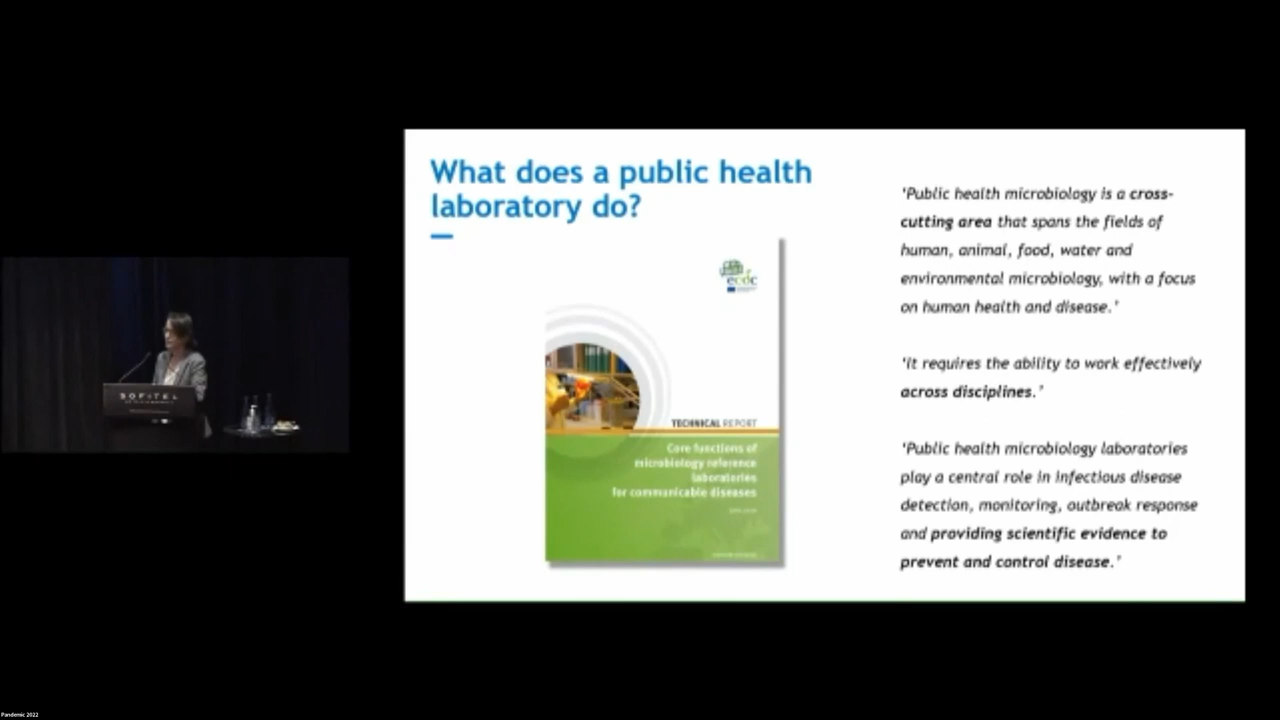 What does a public health
laboratory do?
ecdc
TECHNICAL REPORT
Core functions of
microbiology reference
laboratories
for communicable diseases
'Public health microbiology is a cross-
cutting area that spans the fields of
human, animal, food, water and
environmental microbiology, with a focus
on human health and disease.'
'It requires the ability to work effectively
across disciplines.'
'Public health microbiology laboratories
play a central role in infectious disease
detection, monitoring, outbreak response
and providing scientific evidence to
prevent and control disease.'
SOFITEL
Pandemic 2022